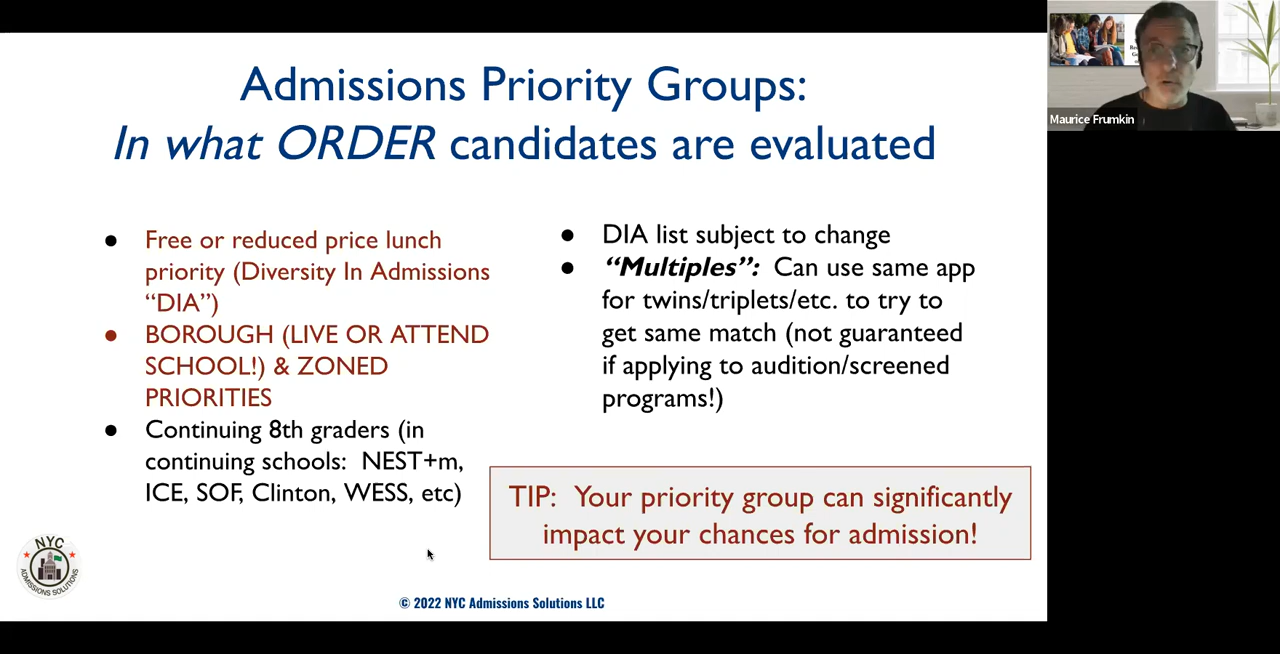 Admissions Priority Groups:
In what ORDER candidates are evaluated
Free or reduced price lunch
priority (Diversity In Admissions
“DIA”)
BOROUGH (LIVE OR ATTEND
SCHOOL!) & ZONED
PRIORITIES
Continuing 8th graders (in
continuing schools: NEST+m,
ICE, SOF, Clinton, WESS, etc)
DIA list subject to change
“Multiples”: Can use same app
for twins/triplets/etc. to try to
get same match (not guaranteed
if applying to audition/screened
programs!)
TIP: Your priority group can significantly
impact your chances for admission!
NYC
ADMISSIONS SOLUTIONS
© 2022 NYC Admissions Solutions LLC
Maurice Frumkin